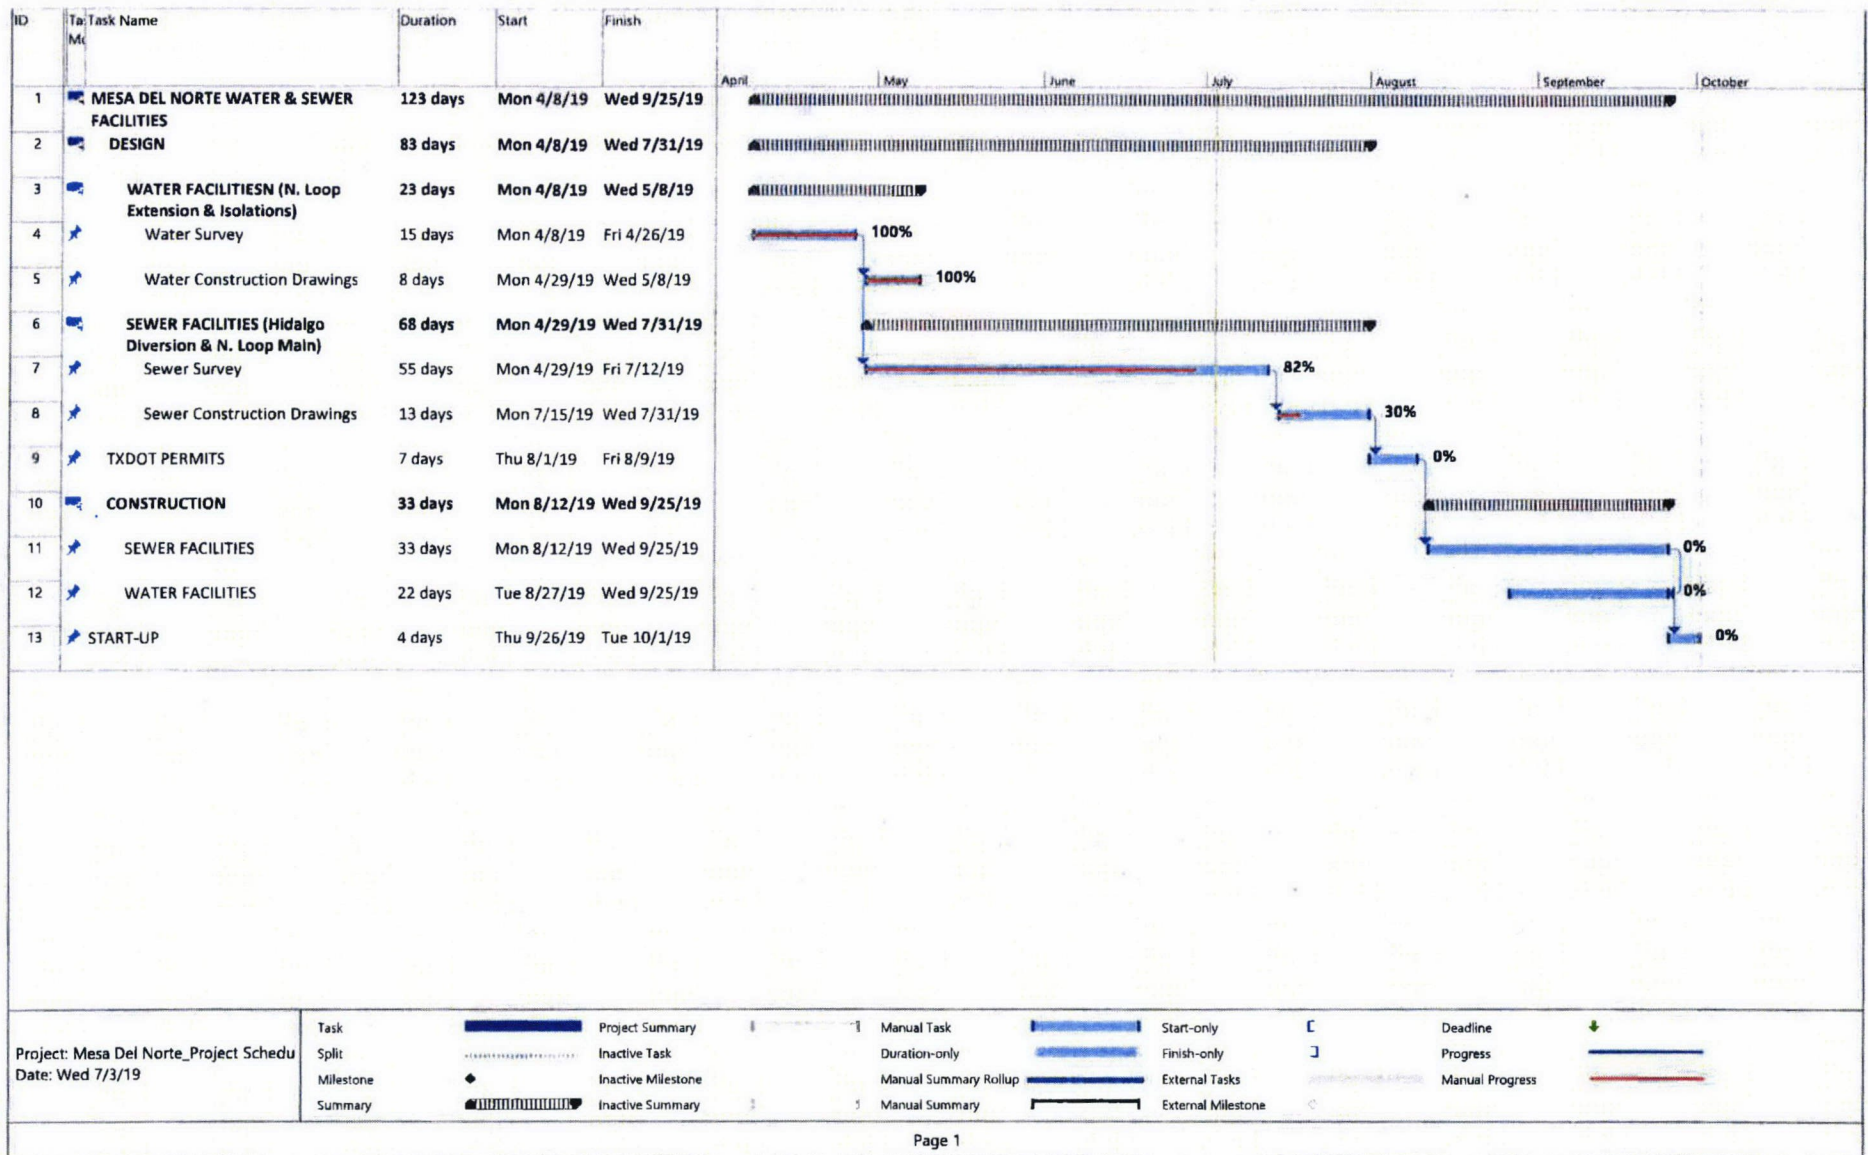 ID Ta Task Name Duration Start Finish
Mo
April May June July August September October
1 MESA DEL NORTE WATER & SEWER 123 days Mon 4/8/19 Wed 9/25/19
FACILITIES
2 DESIGN 83 days Mon 4/8/19 Wed 7/31/19
3 WATER FACILITIESN (N. Loop 23 days Mon 4/8/19 Wed 5/8/19
Extension & Isolations)
4 Water Survey 15 days Mon 4/8/19 Fri 4/26/19 100%
5 Water Construction Drawings 8 days Mon 4/29/19 Wed 5/8/19 100%
6 SEWER FACILITIES (Hidalgo 68 days Mon 4/29/19 Wed 7/31/19
Diversion & N. Loop Main)
7 Sewer Survey 55 days Mon 4/29/19 Fri 7/12/19 82%
8 Sewer Construction Drawings 13 days Mon 7/15/19 Wed 7/31/19 30%
9 TXDOT PERMITS 7 days Thu 8/1/19 Fri 8/9/19 0%
10 CONSTRUCTION 33 days Mon 8/12/19 Wed 9/25/19
11 SEWER FACILITIES 33 days Mon 8/12/19 Wed 9/25/19 0%
12 WATER FACILITIES 22 days Tue 8/27/19 Wed 9/25/19 0%
13 START-UP 4 days Thu 9/26/19 Tue 10/1/19 0%
Project: Mesa Del Norte_Project Schedu
Date: Wed 7/3/19
Task Project Summary Manual Task Start-only Deadline
Split Inactive Task Duration-only Finish-only Progress
Milestone Inactive Milestone Manual Summary Rollup External Tasks Manual Progress
Summary Inactive Summary Manual Summary External Milestone
Page 1